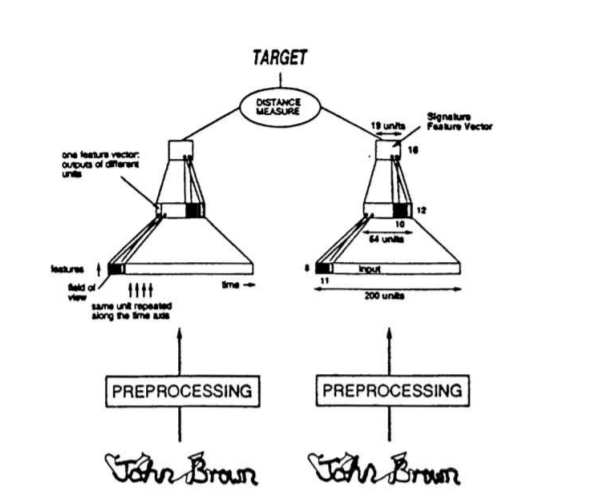 TARGET
DISTANCE
MEASURE
19 units
Signature
Feature Vector
16
one feature vector:
outputs of different
units
12
10
64 units
features
8
Input
field of
view
time
11
200 units
same unit repeated
along the time axis
PREPROCESSING
PREPROCESSING
John Brown
John Brown